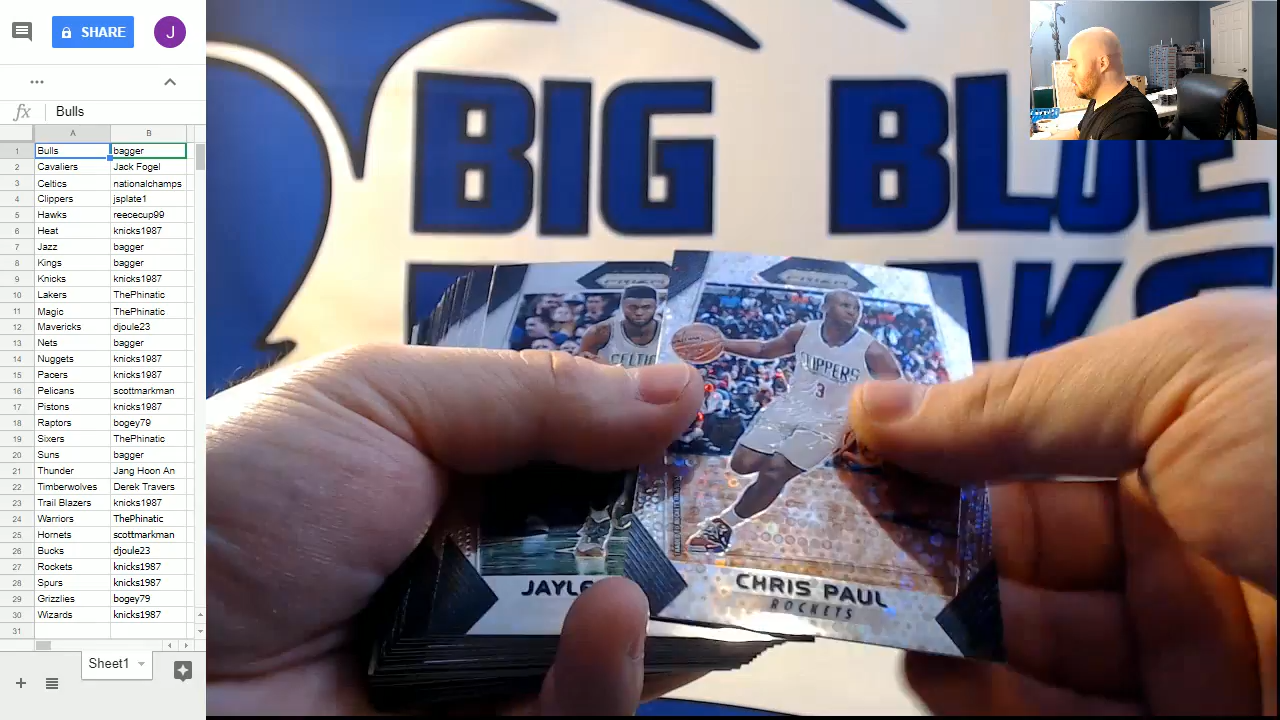 SHARE
J
...
fx Bulls
A B
1 Bulls bagger
2 Cavaliers Jack Fogel
3 Celtics nationalchamps
4 Clippers jsplate1
5 Hawks reececup99
6 Heat knicks1987
7 Jazz bagger
8 Kings bagger
9 Knicks knicks1987
10 Lakers ThePhinatic
11 Magic ThePhinatic
12 Mavericks djoule23
13 Nets bagger
14 Nuggets knicks1987
15 Pacers knicks1987
16 Pelicans scottmarkman
17 Pistons knicks1987
18 Raptors bogey79
19 Sixers ThePhinatic
20 Suns bagger
21 Thunder Jang Hoon An
22 Timberwolves Derek Travers
23 Trail Blazers knicks1987
24 Warriors ThePhinatic
25 Hornets scottmarkman
26 Bucks djoule23
27 Rockets knicks1987
28 Spurs knicks1987
29 Grizzlies bogey79
30 Wizards knicks1987
31
Sheet1
BIG BLUE
PRIZM
CELTIC
JAYLE
CLIPPERS
3
CHRIS PAUL
ROCKETS